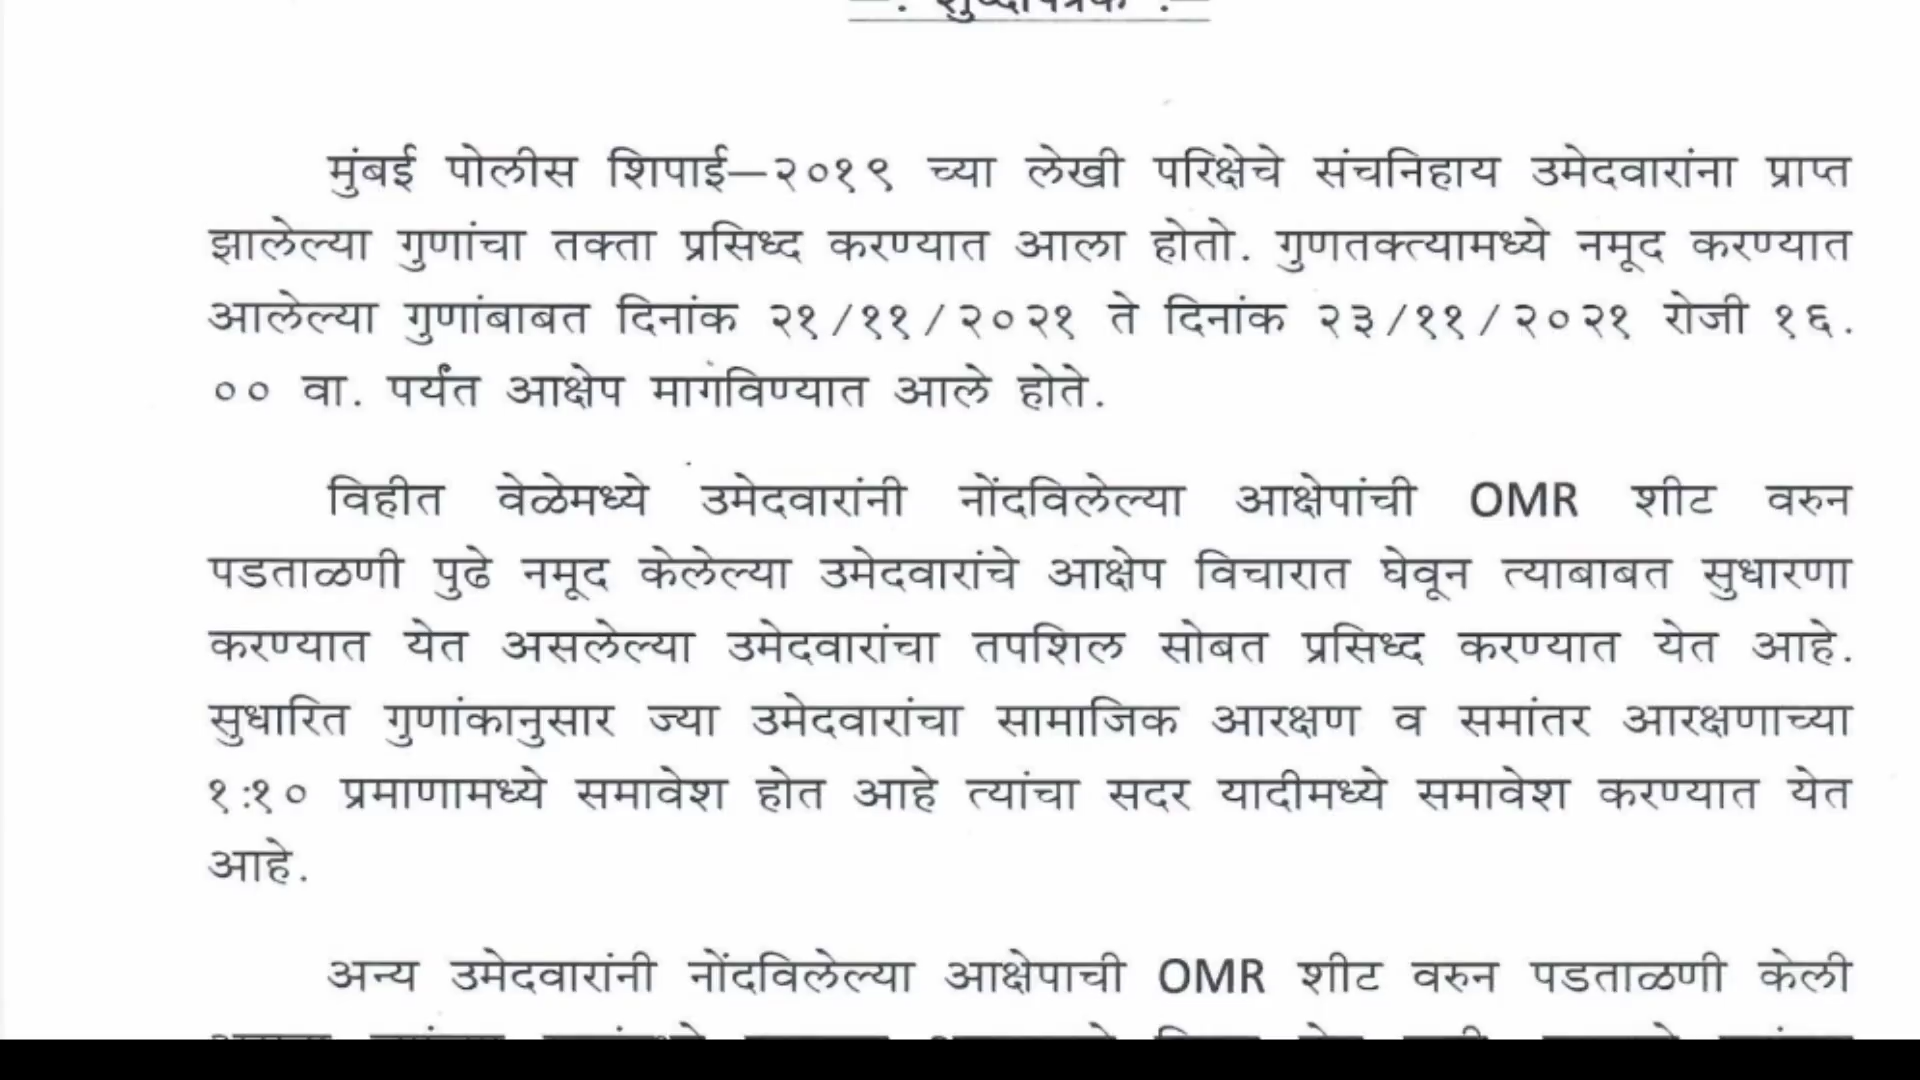 मुंबई पोलीस शिपाई—२०१९ च्या लेखी परिक्षेचे संचनिहाय उमेदवारांना प्राप्त
झालेल्या गुणांचा तक्ता प्रसिध्द करण्यात आला होतो. गुणतक्त्यामध्ये नमूद करण्यात
आलेल्या गुणांबाबत दिनांक २१/११/२०२१ ते दिनांक २३/११/२०२१ रोजी १६.
०० वा. पर्यंत आक्षेप मागविण्यात आले होते.
विहीत वेळेमध्ये उमेदवारांनी नोंदविलेल्या आक्षेपांची OMR शीट वरुन
पडताळणी पुढे नमूद केलेल्या उमेदवारांचे आक्षेप विचारात घेवून त्याबाबत सुधारणा
करण्यात येत असलेल्या उमेदवारांचा तपशिल सोबत प्रसिध्द करण्यात येत आहे.
सुधारित गुणांकानुसार ज्या उमेदवारांचा सामाजिक आरक्षण व समांतर आरक्षणाच्या
१:१० प्रमाणामध्ये समावेश होत आहे त्यांचा सदर यादीमध्ये समावेश करण्यात येत
आहे.
अन्य उमेदवारांनी नोंदविलेल्या आक्षेपाची OMR शीट वरुन पडताळणी केली